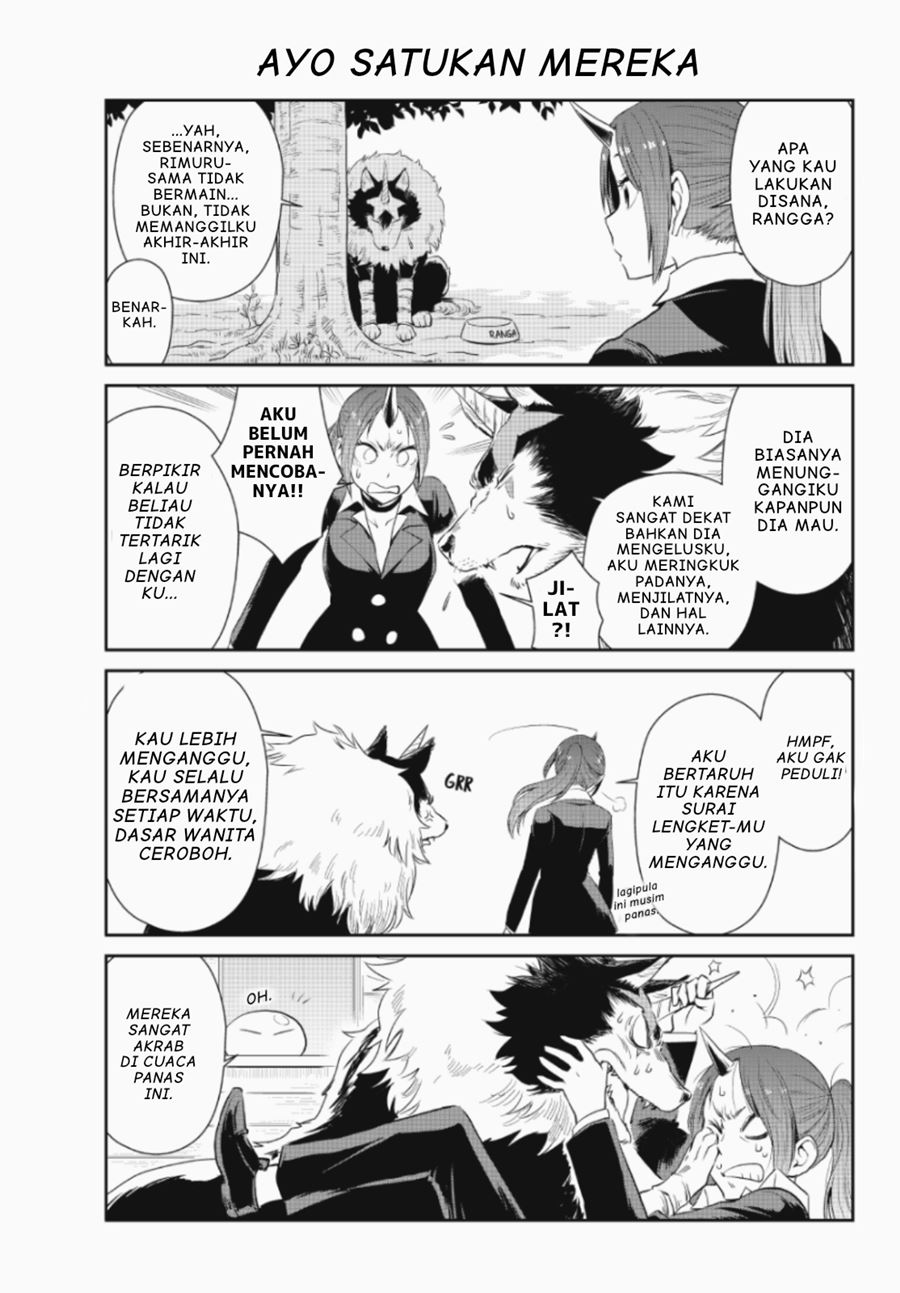 AYO SATUKAN MEREKA
APA
YANG KAU
LAKUKAN
DISANA,
RANGGA?
...YAH,
SEBENARNYA,
RIMURU-
SAMA TIDAK
BERMAIN...
BUKAN, TIDAK
MEMANGGILKU
AKHIR-AKHIR
INI.
BENAR-
KAH.
RANGA
DIA
BIASANYA
MENUNG-
GANGIKU
KAPANPUN
DIA MAU.
KAMI
SANGAT DEKAT
BAHKAN DIA
MENGELUSKU,
AKU MERINGKUK
PADANYA,
MENJILATNYA,
DAN HAL
LAINNYA.
JI-
LAT
?!
AKU
BELUM
PERNAH
MENCOBA-
NYA!!
BERPIKIR
KALAU
BELIAU
TIDAK
TERTARIK
LAGI
DENGAN
KU...
HMPF,
AKU GAK
PEDULI!
AKU
BERTARUH
ITU KARENA
SURAI
LENGKET-MU
YANG
MENGANGGU.
lagipula
ini musim
panas.
GRR
KAU LEBIH
MENGANGGU,
KAU SELALU
BERSAMANYA
SETIAP WAKTU,
DASAR WANITA
CEROBOH.
OH.
MEREKA
SANGAT
AKRAB
DI CUACA
PANAS
INI.